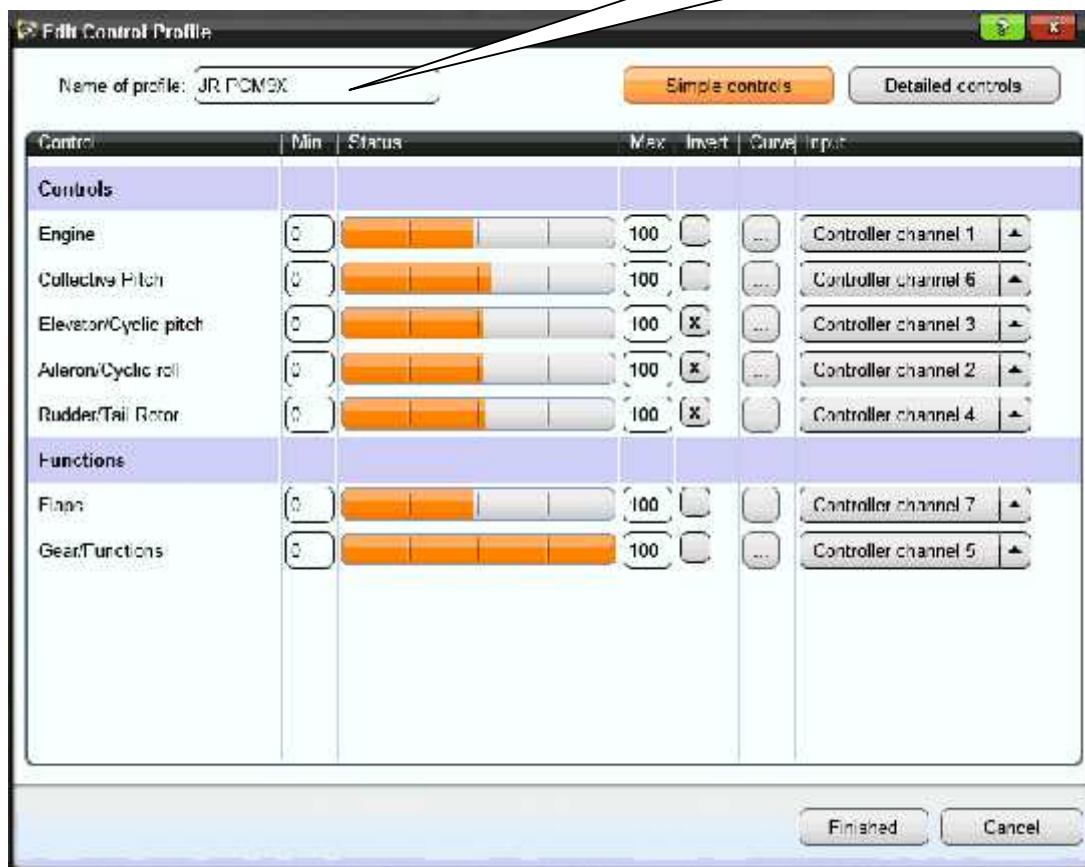 Edit Control Profile
Name of profile: JR PCM9X Simple controls Detailed controls
Control Min Status Max Invert Curve Input
Controls
Engine 0 100 ... Controller channel 1
Collective Pitch 0 100 ... Controller channel 6
Elevator/Cyclic pitch 0 100 x ... Controller channel 3
Aileron/Cyclic roll 0 100 x ... Controller channel 2
Rudder/Tail Rotor 0 100 x Controller channel 4
Functions
Flaps 0 100 Controller channel 7
Gear/Functions 0 100 ... Controller channel 5
Finished Cancel